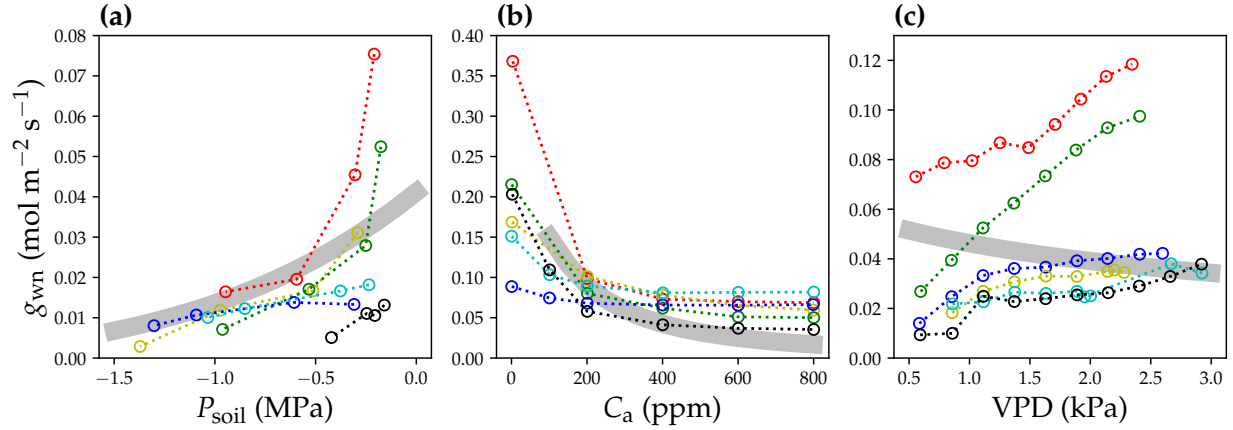 (a)
(b)
(c)
g_wn (mol m⁻² s⁻¹)
0.08
0.07
0.06
0.05
0.04
0.03
0.02
0.01
0.00
−1.5 −1.0 −0.5 0.0
P_soil (MPa)
0.40
0.35
0.30
0.25
0.20
0.15
0.10
0.05
0.00
0 200 400 600 800
C_a (ppm)
0.12
0.10
0.08
0.06
0.04
0.02
0.00
0.5 1.0 1.5 2.0 2.5 3.0
VPD (kPa)